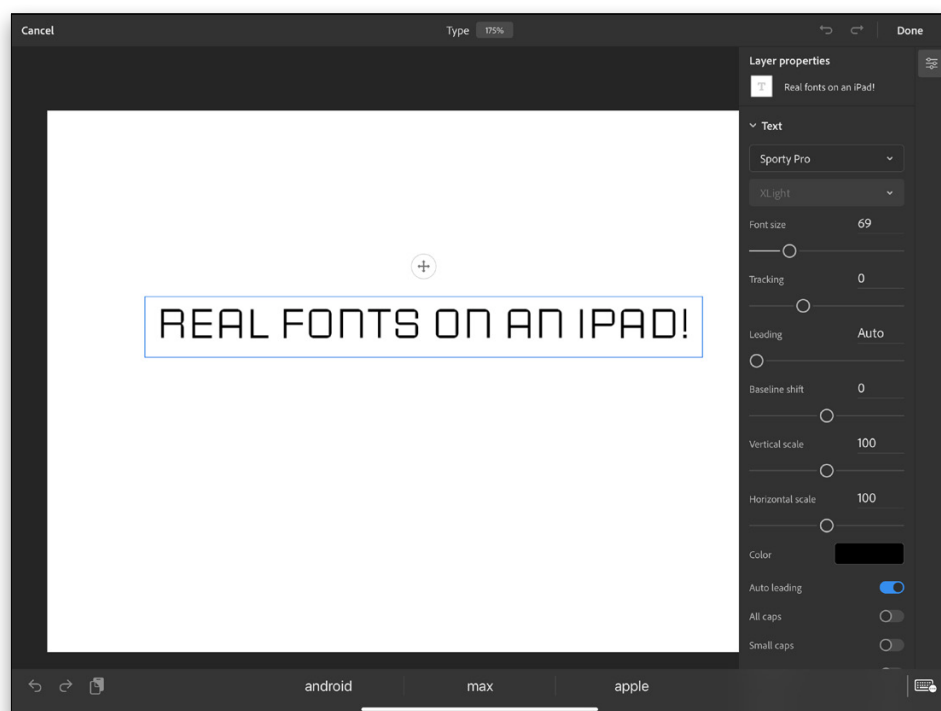 Cancel
Type 175%
Done
Layer properties
T Real fonts on an iPad!
Text
Sporty Pro
XLight
Font size 69
Tracking 0
REAL FONTS ON AN IPAD!
Leading Auto
Baseline shift 0
Vertical scale 100
Horizontal scale 100
Color
Auto leading
All caps
Small caps
android max apple